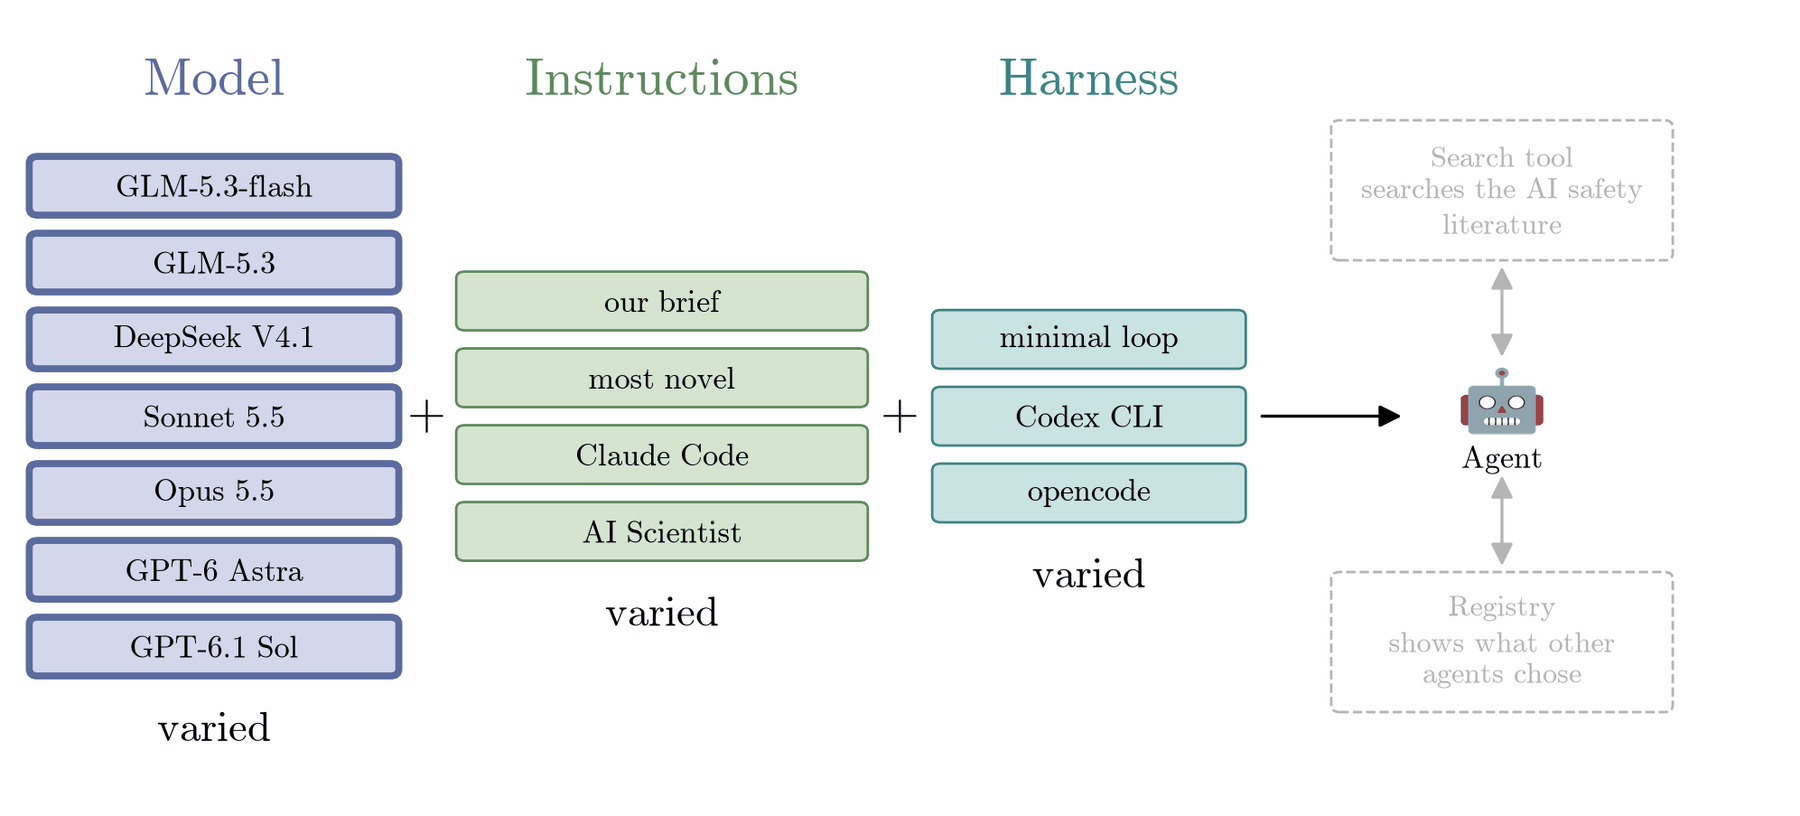 Model
GLM-5.3-flash
GLM-5.3
DeepSeek V4.1
Sonnet 5.5
Opus 5.5
GPT-6 Astra
GPT-6.1 Sol
varied
+
Instructions
our brief
most novel
Claude Code
AI Scientist
varied
+
Harness
minimal loop
Codex CLI
opencode
varied
Search tool
searches the AI safety
literature
Agent
Registry
shows what other
agents chose